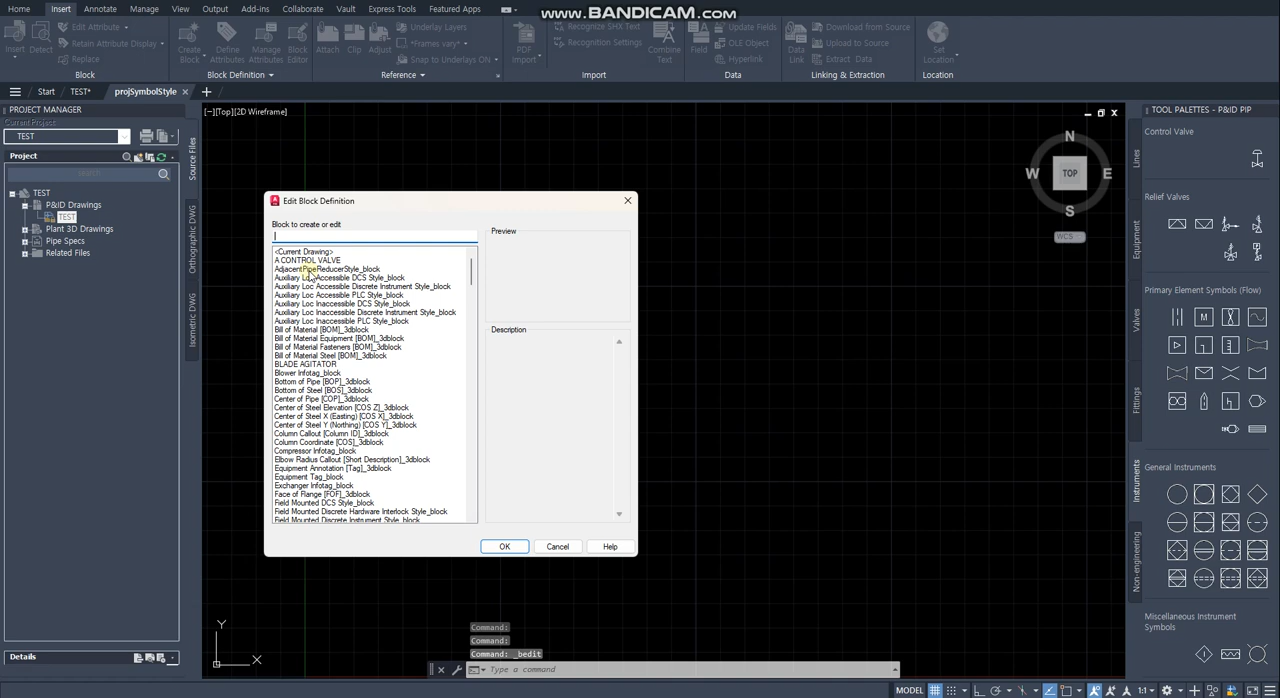 www.BANDICAM.com
Home Insert Annotate Manage View Output Add-ins Collaborate Vault Express Tools Featured Apps
Insert
Detect
Edit Attribute
Retain Attribute Display
Replace
Block
Create Block
Define Attributes
Manage Attributes
Block Editor
Block Definition
Attach
Clip
Adjust
Underlay Layers
*Frames vary*
Snap to Underlays ON
Reference
PDF Import
Recognize SHX Text
Recognition Settings
Combine Text
Import
Field
Update Fields
OLE Object
Hyperlink
Data
Data Link
Download from Source
Upload to Source
Extract Data
Linking & Extraction
Set Location
Location
Start TEST* projSymbolStyle
PROJECT MANAGER
Current Project
TEST
Project
search
TEST
P&ID Drawings
TEST
Plant 3D Drawings
Pipe Specs
Related Files
Details
Source Files
Orthographic DWG
Isometric DWG
[−][Top][2D Wireframe]
N
W TOP E
S
WCS
Edit Block Definition
Block to create or edit
<Current Drawing>
A CONTROL VALVE
AdjacentPipeReducerStyle_block
Auxiliary Loc Accessible DCS Style_block
Auxiliary Loc Accessible Discrete Instrument Style_block
Auxiliary Loc Accessible PLC Style_block
Auxiliary Loc Inaccessible DCS Style_block
Auxiliary Loc Inaccessible Discrete Instrument Style_block
Auxiliary Loc Inaccessible PLC Style_block
Bill of Material [BOM]_3dblock
Bill of Material Equipment [BOM]_3dblock
Bill of Material Fasteners [BOM]_3dblock
Bill of Material Steel [BOM]_3dblock
BLADE AGITATOR
Blower Infotag_block
Bottom of Pipe [BOP]_3dblock
Bottom of Steel [BOS]_3dblock
Center of Pipe [COP]_3dblock
Center of Steel Elevation [COS Z]_3dblock
Center of Steel X (Easting) [COS X]_3dblock
Center of Steel Y (Northing) [COS Y]_3dblock
Column Callout [Column ID]_3dblock
Column Coordinate [COS]_3dblock
Compressor Infotag_block
Elbow Radius Callout [Short Description]_3dblock
Equipment Annotation [Tag]_3dblock
Equipment Tag_block
Exchanger Infotag_block
Face of Flange [FOF]_3dblock
Field Mounted DCS Style_block
Field Mounted Discrete Hardware Interlock Style_block
Field Mounted Discrete Instrument Style_block
Preview
Description
OK Cancel Help
Y
X
Command:
Command:
Command: _bedit
Type a command
TOOL PALETTES - P&ID PIP
Lines
Equipment
Valves
Fittings
Instruments
Non-engineering
Control Valve
Relief Valves
Primary Element Symbols (Flow)
M
General Instruments
Miscellaneous Instrument
Symbols
MODEL 1:1